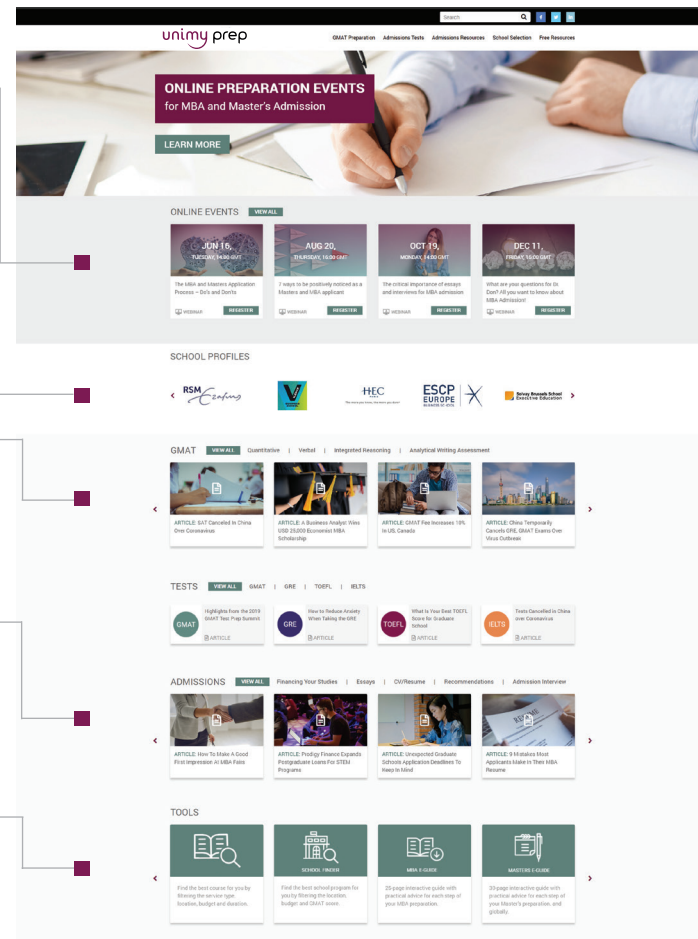 Search
unimy prep
GMAT Preparation Admissions Tests Admissions Resources School Selection Free Resources
ONLINE PREPARATION EVENTS
for MBA and Master's Admission
LEARN MORE
ONLINE EVENTS VIEW ALL
JUN 16,
TUESDAY, 14:00 GMT
The MBA and Masters Application
Process – Do's and Don'ts
WEBINAR REGISTER
AUG 20,
THURSDAY, 16:00 GMT
7 ways to be positively noticed as a
Masters and MBA applicant
WEBINAR REGISTER
OCT 19,
MONDAY, 14:00 GMT
The critical importance of essays
and interviews for MBA admission
WEBINAR REGISTER
DEC 11,
FRIDAY, 16:00 GMT
What are your questions for Dr.
Don? All you want to know about
MBA Admission!
WEBINAR REGISTER
SCHOOL PROFILES
RSM Erasmus
V
HEC
PARIS
ESCP
EUROPE
BUSINESS SCHOOL
Solvay Brussels School
Executive Education
GMAT VIEW ALL Quantitative | Verbal | Integrated Reasoning | Analytical Writing Assessment
ARTICLE: SAT Canceled In China
Over Coronavirus
ARTICLE: A Business Analyst Wins
USD 25,000 Economist MBA
Scholarship
ARTICLE: GMAT Fee Increases 10%
In US, Canada
ARTICLE: China Temporarily
Cancels GRE, GMAT Exams Over
Virus Outbreak
TESTS VIEW ALL GMAT | GRE | TOEFL | IELTS
GMAT
Highlights from the 2019
GMAT Test Prep Summit
ARTICLE
GRE
How to Reduce Anxiety
When Taking the GRE
ARTICLE
TOEFL
What Is Your Best TOEFL
Score for Graduate
School
ARTICLE
IELTS
Tests Cancelled in China
over Coronavirus
ARTICLE
ADMISSIONS VIEW ALL Financing Your Studies | Essays | CV/Resume | Recommendations | Admission Interview
ARTICLE: How To Make A Good
First Impression At MBA Fairs
ARTICLE: Prodigy Finance Expands
Postgraduate Loans For STEM
Programs
ARTICLE: Unexpected Graduate
Schools Application Deadlines To
Keep In Mind
RESUME
ARTICLE: 9 Mistakes Most
Applicants Make In Their MBA
Resume
TOOLS
Find the best course for you by
filtering the service type
location, budget and duration.
SCHOOL FINDER
Find the best school program for
you by filtering the location,
budget and GMAT score.
MBA E-GUIDE
25-page interactive guide with
practical advice for each step of
your MBA preparation.
MASTERS E-GUIDE
30-page interactive guide with
practical advice for each step of
your Master's preparation, and
globally.